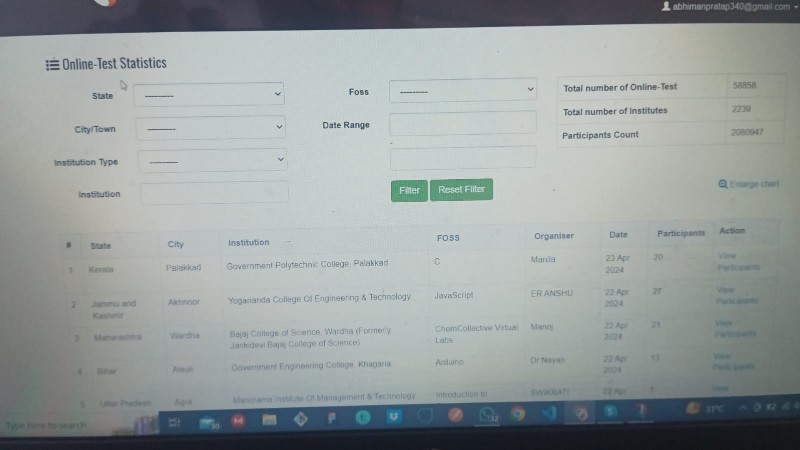 abhimanpratap340@gmail.com
Online-Test Statistics
State ----------
Foss ----------
Total number of Online-Test 58858
City/Town ----------
Date Range
Total number of Institutes 2239
Participants Count 2080947
Institution Type ----------
Institution
Filter Reset Filter
Enlarge chart
# State City Institution FOSS Organiser Date Participants Action
1 Kerala Palakkad Government Polytechnic College, Palakkad C Manila 23 Apr 2024 20 View Participants
2 Jammu and Kashmir Akhnoor Yogananda College Of Engineering & Technology JavaScript ER ANSHU 22 Apr 2024 27 View Participants
3 Maharashtra Wardha Bajaj College of Science, Wardha (Formerly Jankidevi Bajaj College of Science) ChemCollective Virtual Labs Manoj 22 Apr 2024 21 View Participants
4 Bihar Government Engineering College, Khagaria Arduino Dr Nayan 22 Apr 2024 13 View Participants
5 Uttar Pradesh Agra Institute Of Management & Technology Introduction to 22 Apr View
Type here to search
31°C